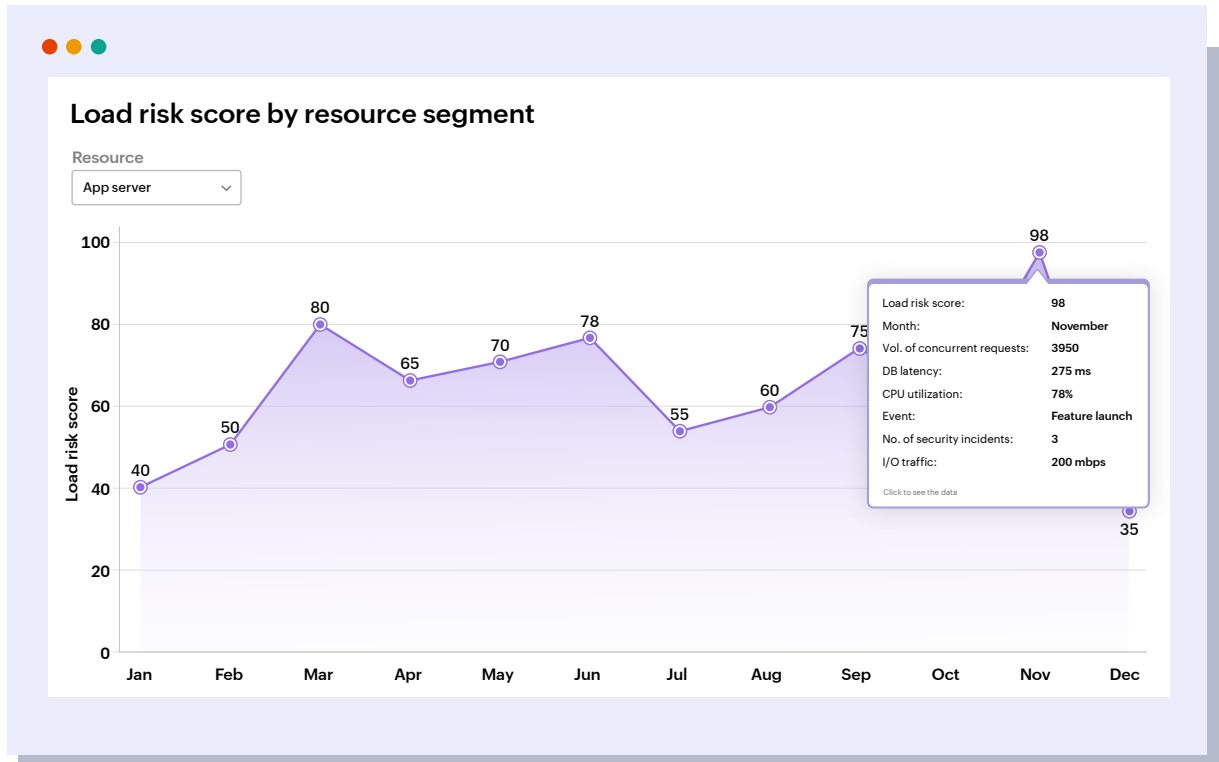 Load risk score by resource segment
Resource
App server
Load risk score
100
80
60
40
20
0
40
50
80
65
70
78
55
60
75
98
35
Load risk score: 98
Month: November
Vol. of concurrent requests: 3950
DB latency: 275 ms
CPU utilization: 78%
Event: Feature launch
No. of security incidents: 3
I/O traffic: 200 mbps
Click to see the data
Jan Feb Mar Apr May Jun Jul Aug Sep Oct Nov Dec